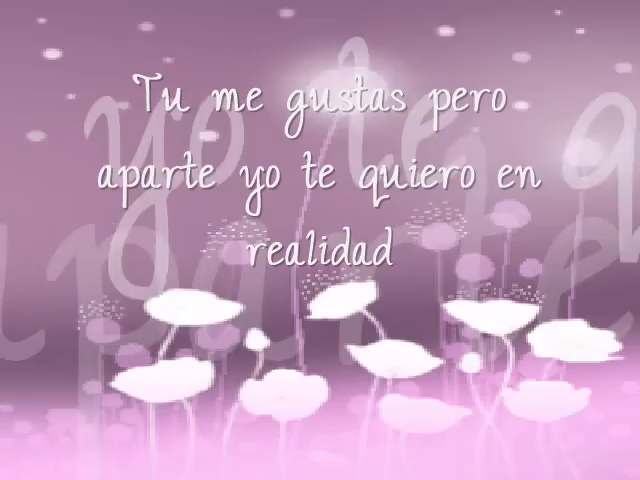 Tu me gustas pero
aparte yo te quiero en
realidad